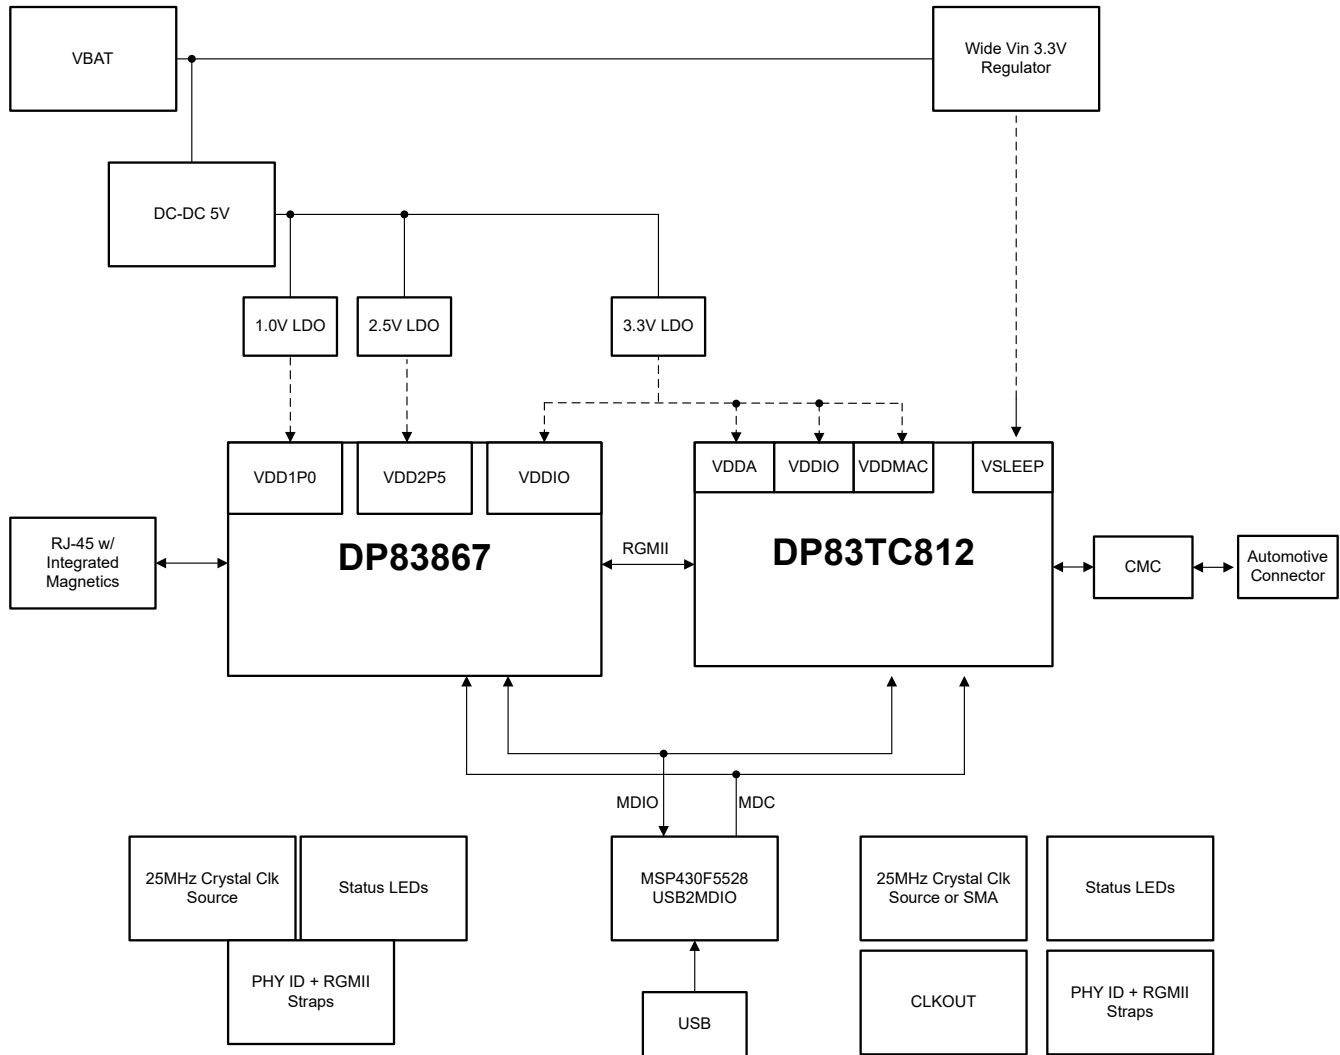 VBAT
Wide Vin 3.3V
Regulator
DC-DC 5V
1.0V LDO
2.5V LDO
3.3V LDO
VDD1P0
VDD2P5
VDDIO
VDDA
VDDIO
VDDMAC
VSLEEP
RJ-45 w/
Integrated
Magnetics
DP83867
RGMII
DP83TC812
CMC
Automotive
Connector
MDIO
MDC
25MHz Crystal Clk
Source
Status LEDs
MSP430F5528
USB2MDIO
25MHz Crystal Clk
Source or SMA
Status LEDs
PHY ID + RGMII
Straps
USB
CLKOUT
PHY ID + RGMII
Straps